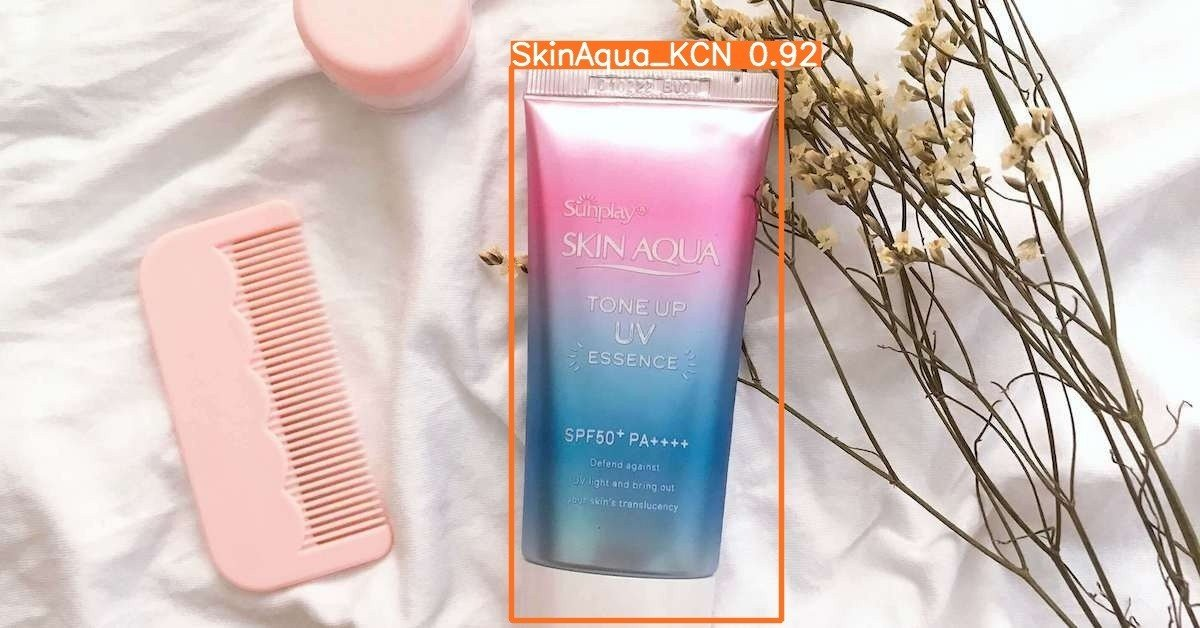 SkinAqua_KCN 0.92
Sunplay
SKIN AQUA
TONE UP
UV
ESSENCE
SPF50+ PA++++
Defend against
UV light and bring out
your skin's translucency